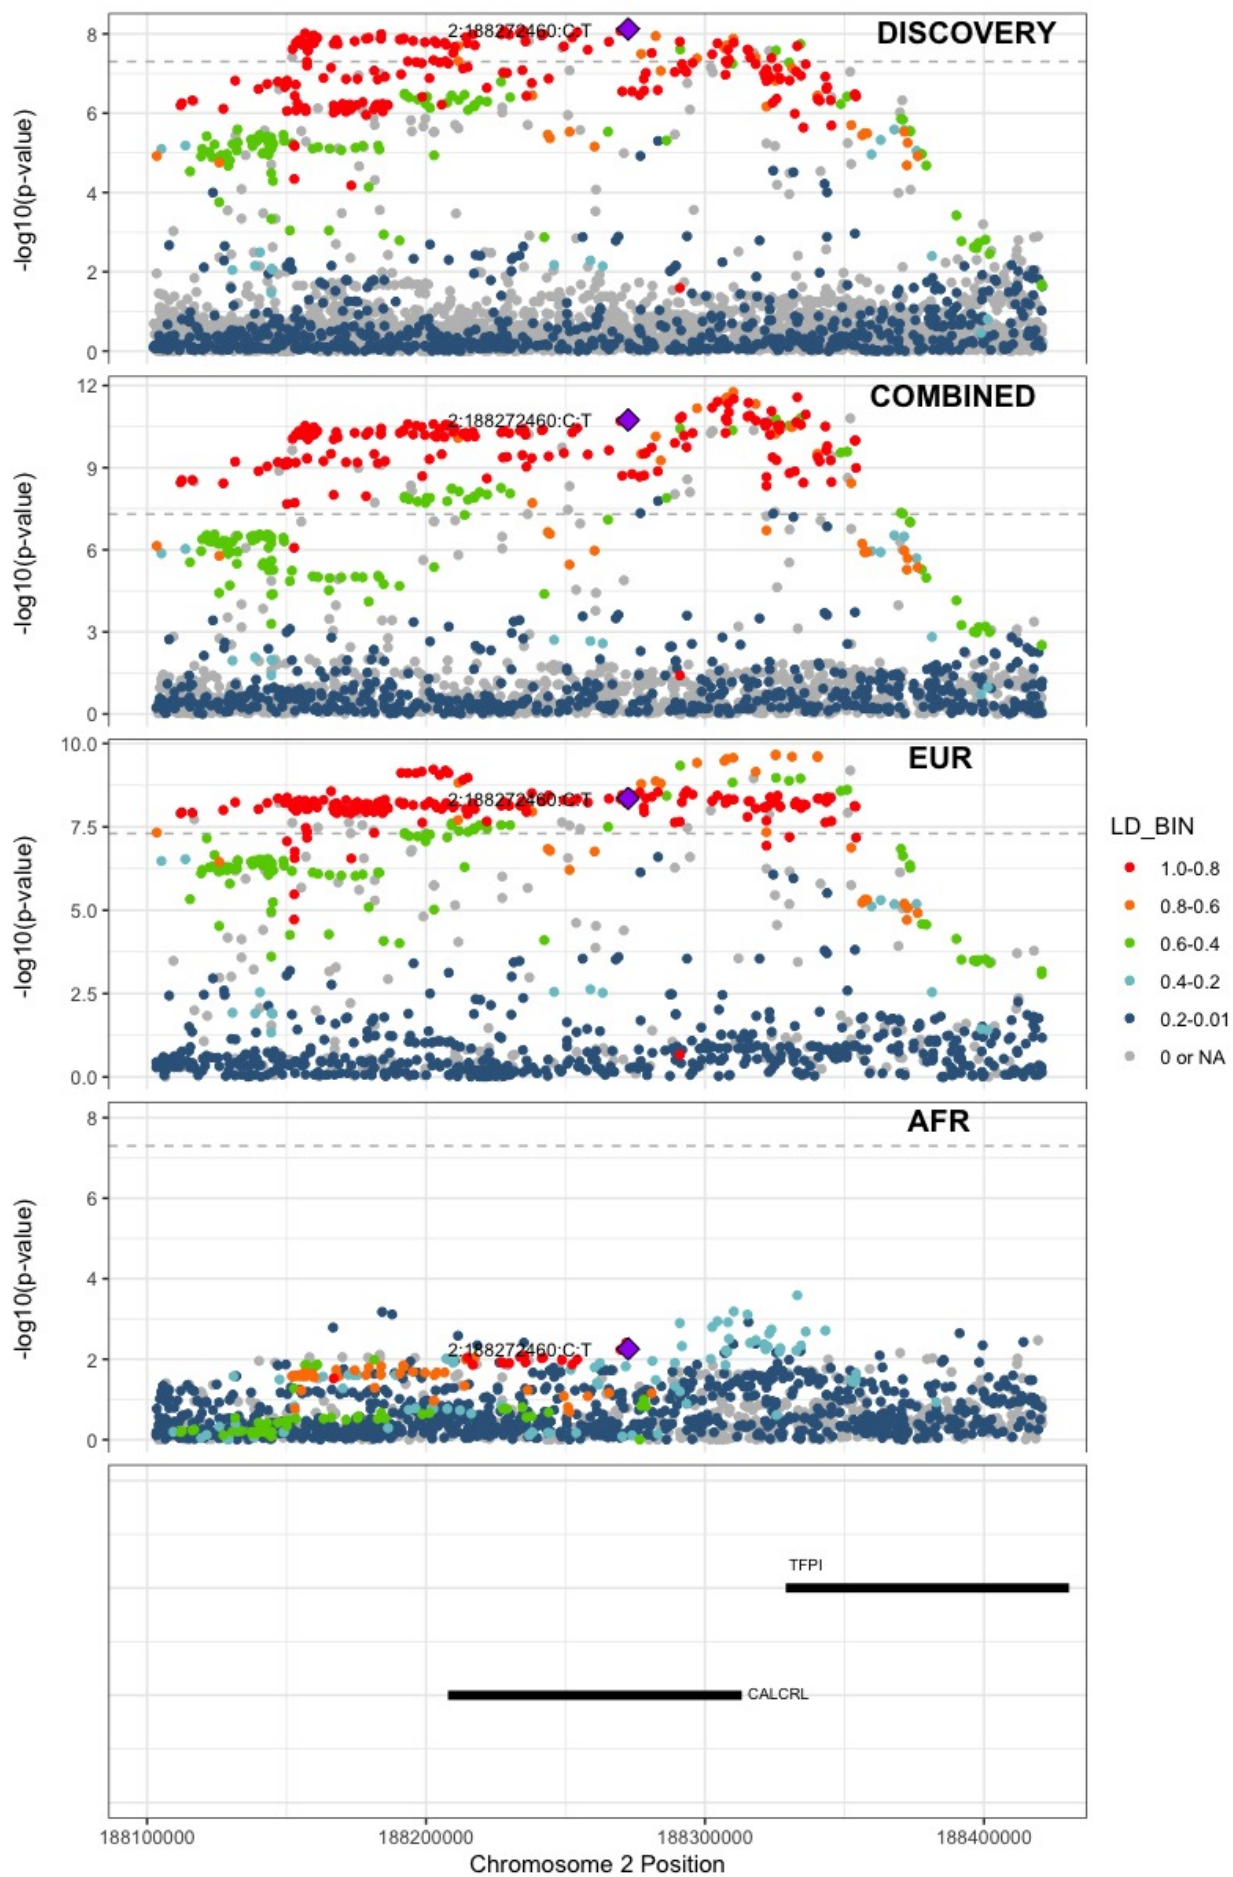 DISCOVERY
-log10(p-value)
8
6
4
2
0
2:188272460:C:T
COMBINED
-log10(p-value)
12
9
6
3
0
2:188272460:C:T
EUR
-log10(p-value)
10.0
7.5
5.0
2.5
0.0
2:188272460:C:T
LD_BIN
1.0-0.8
0.8-0.6
0.6-0.4
0.4-0.2
0.2-0.01
0 or NA
AFR
-log10(p-value)
8
6
4
2
0
2:188272460:C:T
TFPI
CALCRL
188100000 188200000 188300000 188400000
Chromosome 2 Position